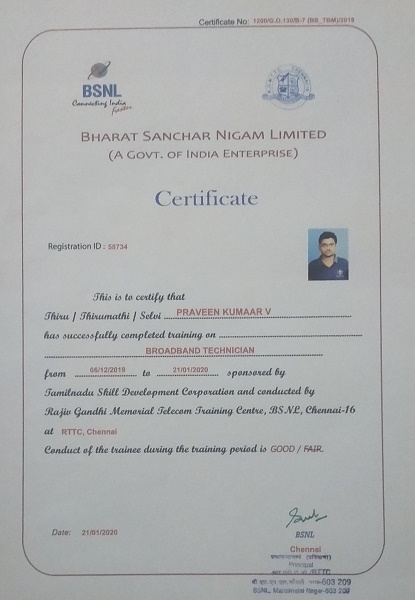 Certificate No: 1200/G.O.130/B-7 (BB_TBM)/2019
BSNL
Connecting India
faster
BHARAT SANCHAR NIGAM LIMITED
(A GOVT. OF INDIA ENTERPRISE)
Certificate
Registration ID : 58734
This is to certify that
Thiru / Thirumathi / Selvi PRAVEEN KUMAAR V
has successfully completed training on
BROADBAND TECHNICIAN
from 06/12/2019 to 21/01/2020 sponsored by
Tamilnadu Skill Development Corporation and conducted by
Rajiv Gandhi Memorial Telecom Training Centre, BSNL, Chennai-16
at RTTC, Chennai
Conduct of the trainee during the training period is GOOD / FAIR.
BSNL
Date: 21/01/2020
Chennai
Principal
/RTTC
-603 209
BSNL, Maraimalai Nagar-603 209